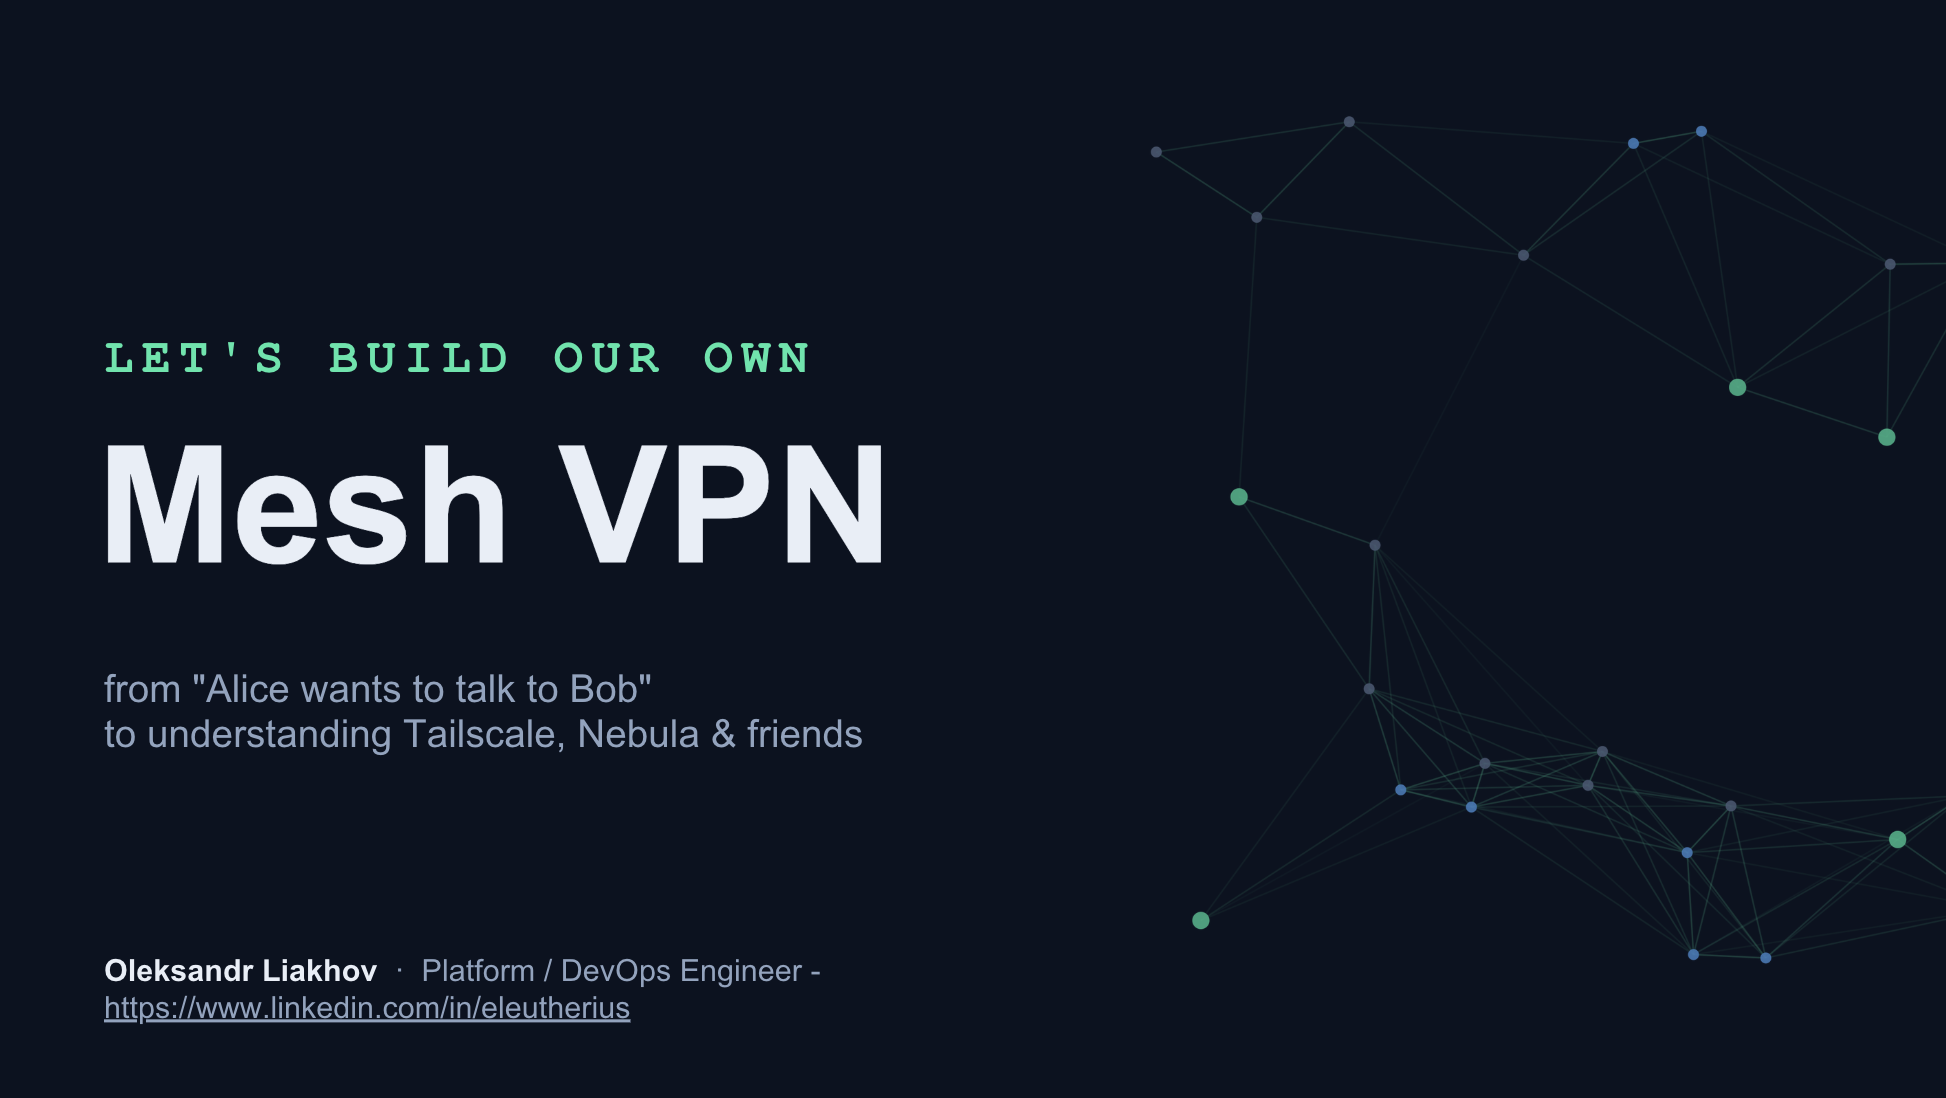 LET'S BUILD OUR OWN
Mesh VPN
from "Alice wants to talk to Bob"
to understanding Tailscale, Nebula & friends
Oleksandr Liakhov · Platform / DevOps Engineer -
https://www.linkedin.com/in/eleutherius